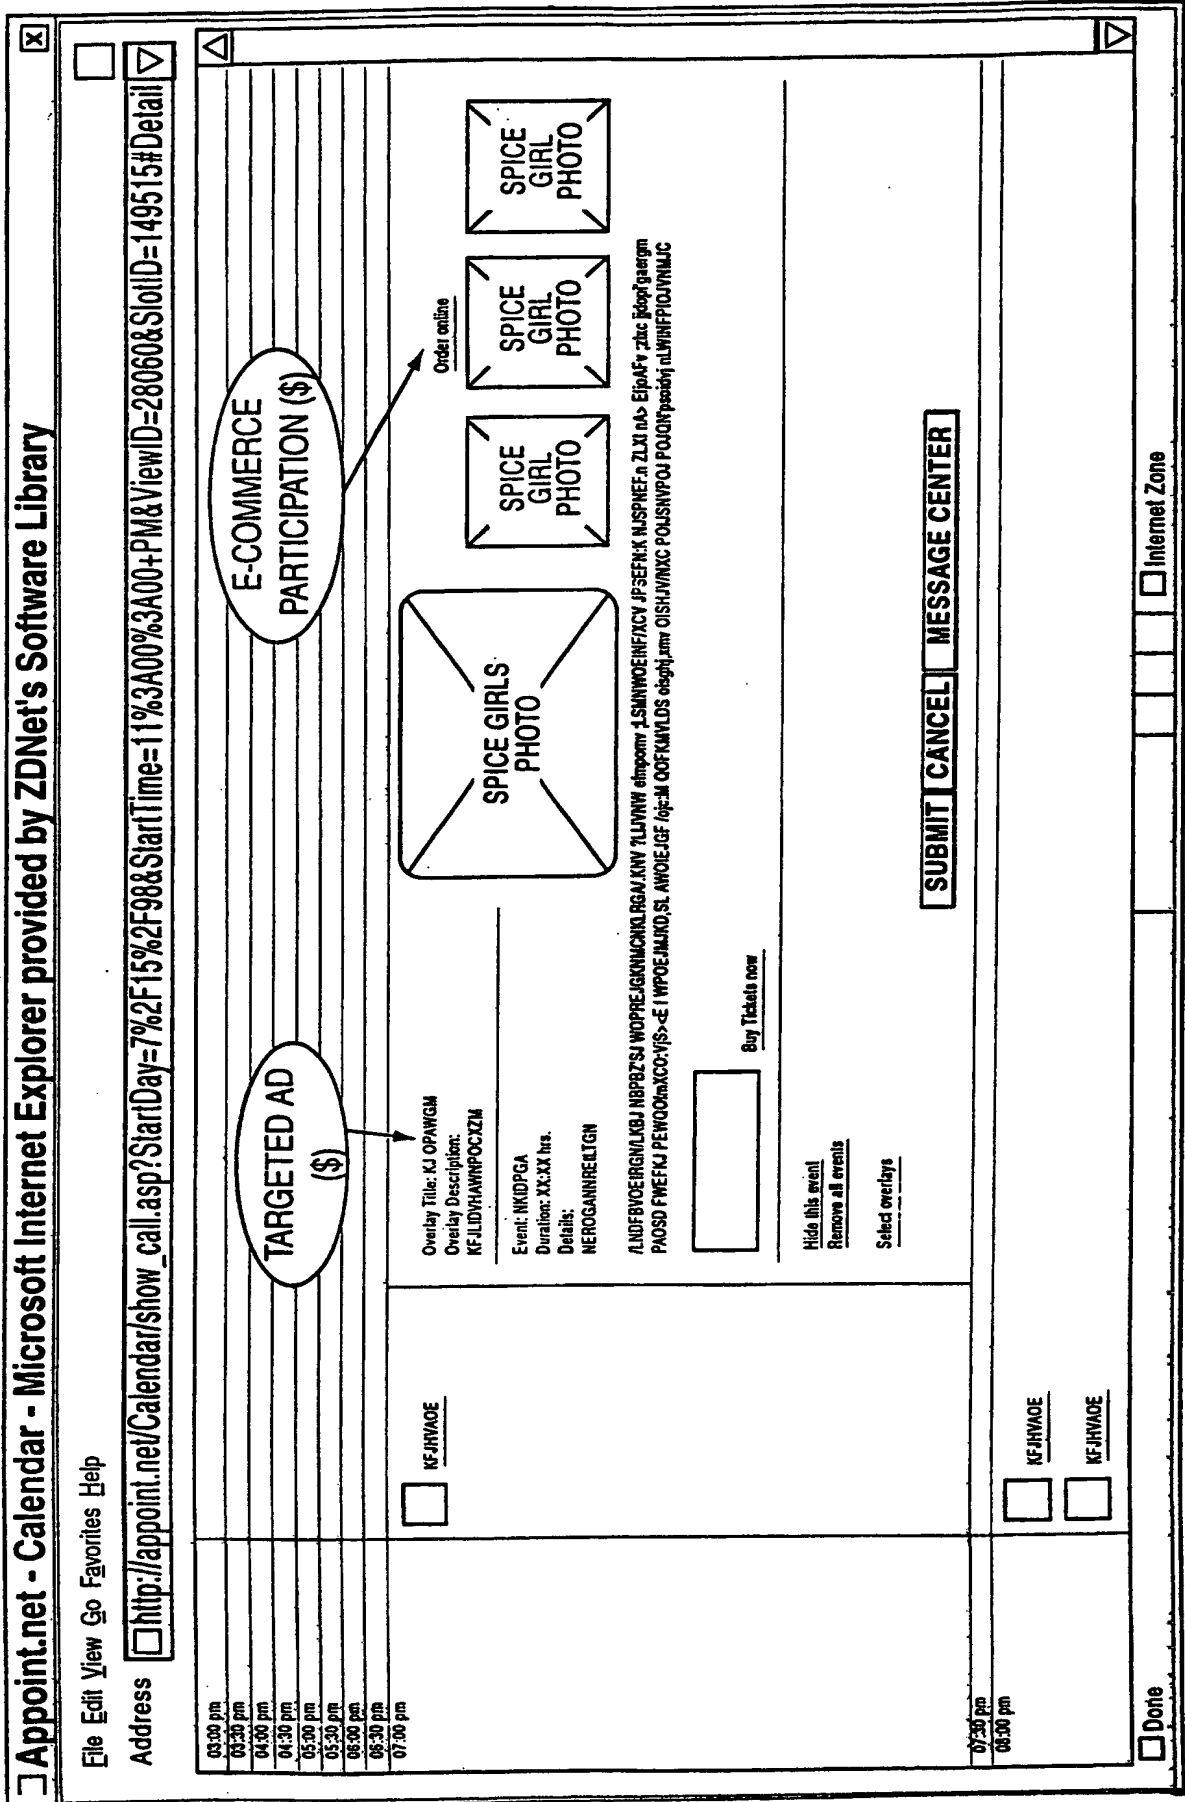 Appoint.net - Calendar - Microsoft Internet Explorer provided by ZDNet's Software Library
X
File Edit View Go Favorites Help
Address
http://appoint.net/Calendar/show_call.asp?StartDay=7%2F15%2F98&StartTime=11%3A00%3A00+PM&ViewID=28060&SlotID=149515#Detail
03:00 pm
03:30 pm
04:00 pm
04:30 pm
05:00 pm
05:30 pm
06:00 pm
06:30 pm
07:00 pm
TARGETED AD
($)
E-COMMERCE
PARTICIPATION ($)
KFJHVAOE
Overlay Title: KJ OPAWGM
Overlay Description:
KFJLIDVHAWNPOCXZM
Event: NKIDPGA
Duration: XX:XX hrs.
Details:
NEROGANNREILTGN
SPICE GIRLS
PHOTO
Order online
SPICE
GIRL
PHOTO
SPICE
GIRL
PHOTO
SPICE
GIRL
PHOTO
Buy Tickets now
Hide this event
Remove all events
Select overlays
SUBMIT CANCEL MESSAGE CENTER
07:30 pm
08:00 pm
KFJHVAOE
KFJHVAOE
Done
Internet Zone